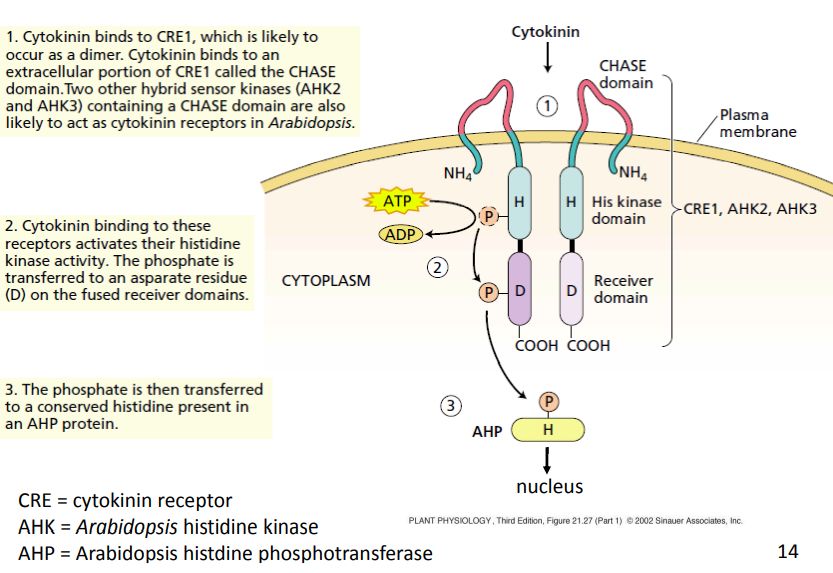 1. Cytokinin binds to CRE1, which is likely to
occur as a dimer. Cytokinin binds to an
extracellular portion of CRE1 called the CHASE
domain.Two other hybrid sensor kinases (AHK2
and AHK3) containing a CHASE domain are also
likely to act as cytokinin receptors in Arabidopsis.
Cytokinin
CHASE
domain
1
Plasma
membrane
NH4
NH4
ATP
ADP
P
H
H
His kinase
domain
CRE1, AHK2, AHK3
2. Cytokinin binding to these
receptors activates their histidine
kinase activity. The phosphate is
transferred to an asparate residue
(D) on the fused receiver domains.
CYTOPLASM
2
P
D
D
Receiver
domain
COOH
COOH
3. The phosphate is then transferred
to a conserved histidine present in
an AHP protein.
3
P
AHP
H
nucleus
CRE = cytokinin receptor
AHK = Arabidopsis histidine kinase
AHP = Arabidopsis histdine phosphotransferase
PLANT PHYSIOLOGY, Third Edition, Figure 21.27 (Part 1) © 2002 Sinauer Associates, Inc.
14